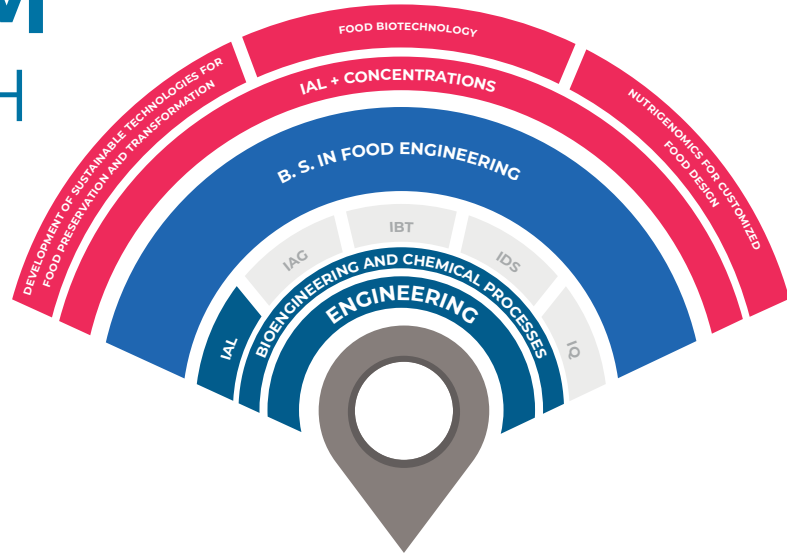 M
H
DEVELOPMENT OF SUSTAINABLE TECHNOLOGIES FOR
FOOD PRESERVATION AND TRANSFORMATION
FOOD BIOTECHNOLOGY
NUTRIGENOMICS FOR CUSTOMIZED
FOOD DESIGN
IAL + CONCENTRATIONS
B. S. IN FOOD ENGINEERING
IAL
IAG
IBT
IDS
IQ
BIOENGINEERING AND CHEMICAL PROCESSES
ENGINEERING